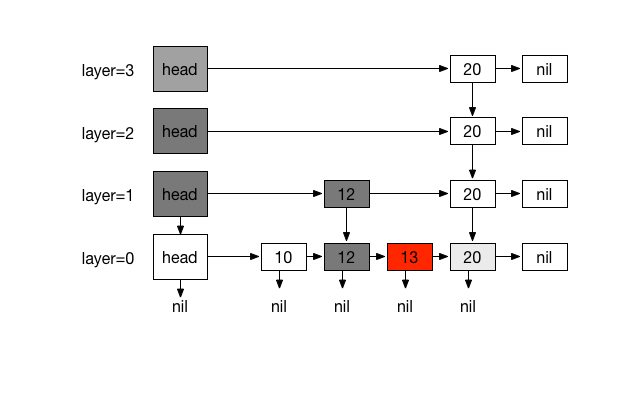 layer=3 head 20 nil
layer=2 head 20 nil
layer=1 head 12 20 nil
layer=0 head 10 12 13 20 nil
nil nil nil nil nil